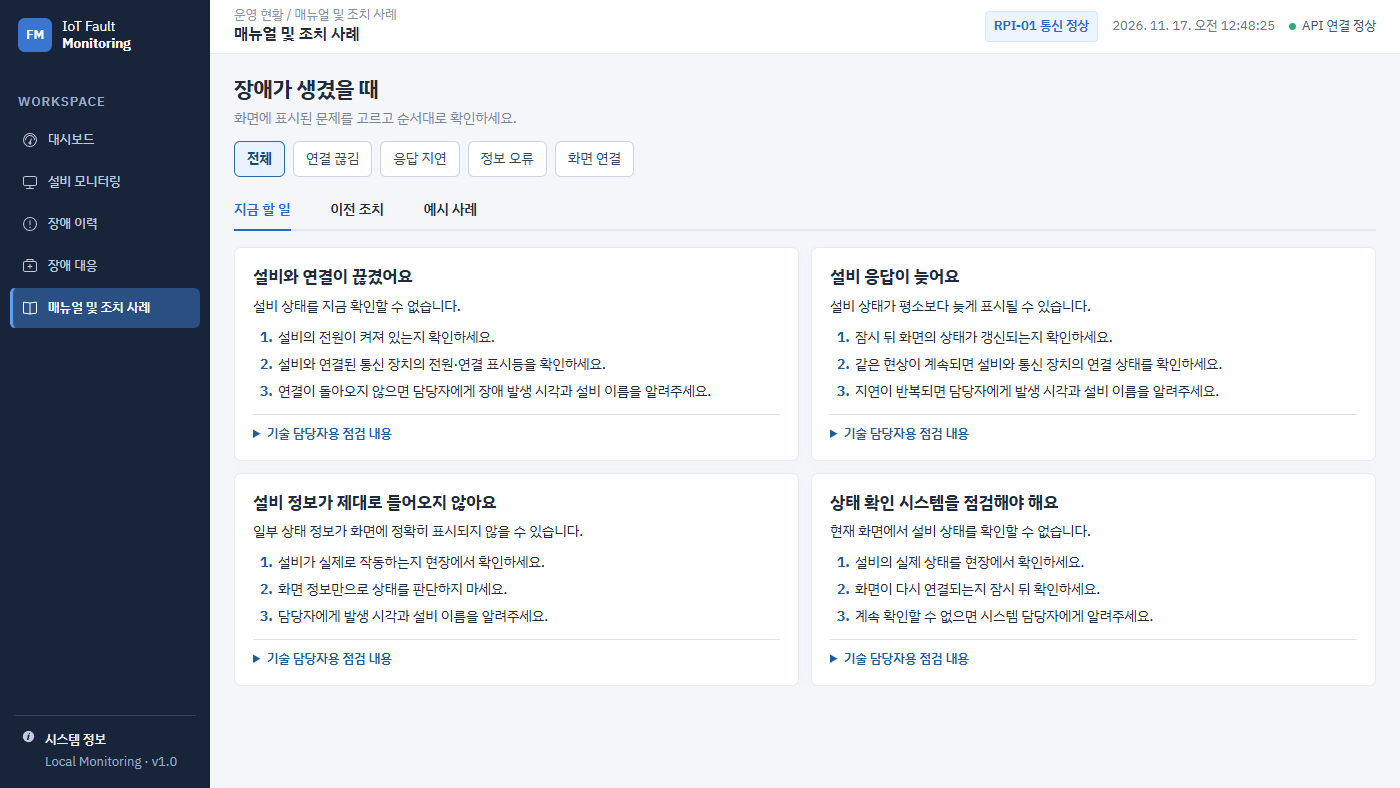 FM
IoT Fault
Monitoring
WORKSPACE
대시보드
설비 모니터링
장애 이력
장애 대응
매뉴얼 및 조치 사례
시스템 정보
Local Monitoring · v1.0
운영 현황 / 매뉴얼 및 조치 사례
매뉴얼 및 조치 사례
RPI-01 통신 정상
2026. 11. 17. 오전 12:48:25
API 연결 정상
장애가 생겼을 때
화면에 표시된 문제를 고르고 순서대로 확인하세요.
전체
연결 끊김
응답 지연
정보 오류
화면 연결
지금 할 일
이전 조치
예시 사례
설비와 연결이 끊겼어요
설비 상태를 지금 확인할 수 없습니다.
1. 설비의 전원이 켜져 있는지 확인하세요.
2. 설비와 연결된 통신 장치의 전원·연결 표시등을 확인하세요.
3. 연결이 돌아오지 않으면 담당자에게 장애 발생 시각과 설비 이름을 알려주세요.
▶ 기술 담당자용 점검 내용
설비 응답이 늦어요
설비 상태가 평소보다 늦게 표시될 수 있습니다.
1. 잠시 뒤 화면의 상태가 갱신되는지 확인하세요.
2. 같은 현상이 계속되면 설비와 통신 장치의 연결 상태를 확인하세요.
3. 지연이 반복되면 담당자에게 발생 시각과 설비 이름을 알려주세요.
▶ 기술 담당자용 점검 내용
설비 정보가 제대로 들어오지 않아요
일부 상태 정보가 화면에 정확히 표시되지 않을 수 있습니다.
1. 설비가 실제로 작동하는지 현장에서 확인하세요.
2. 화면 정보만으로 상태를 판단하지 마세요.
3. 담당자에게 발생 시각과 설비 이름을 알려주세요.
▶ 기술 담당자용 점검 내용
상태 확인 시스템을 점검해야 해요
현재 화면에서 설비 상태를 확인할 수 없습니다.
1. 설비의 실제 상태를 현장에서 확인하세요.
2. 화면이 다시 연결되는지 잠시 뒤 확인하세요.
3. 계속 확인할 수 없으면 시스템 담당자에게 알려주세요.
▶ 기술 담당자용 점검 내용